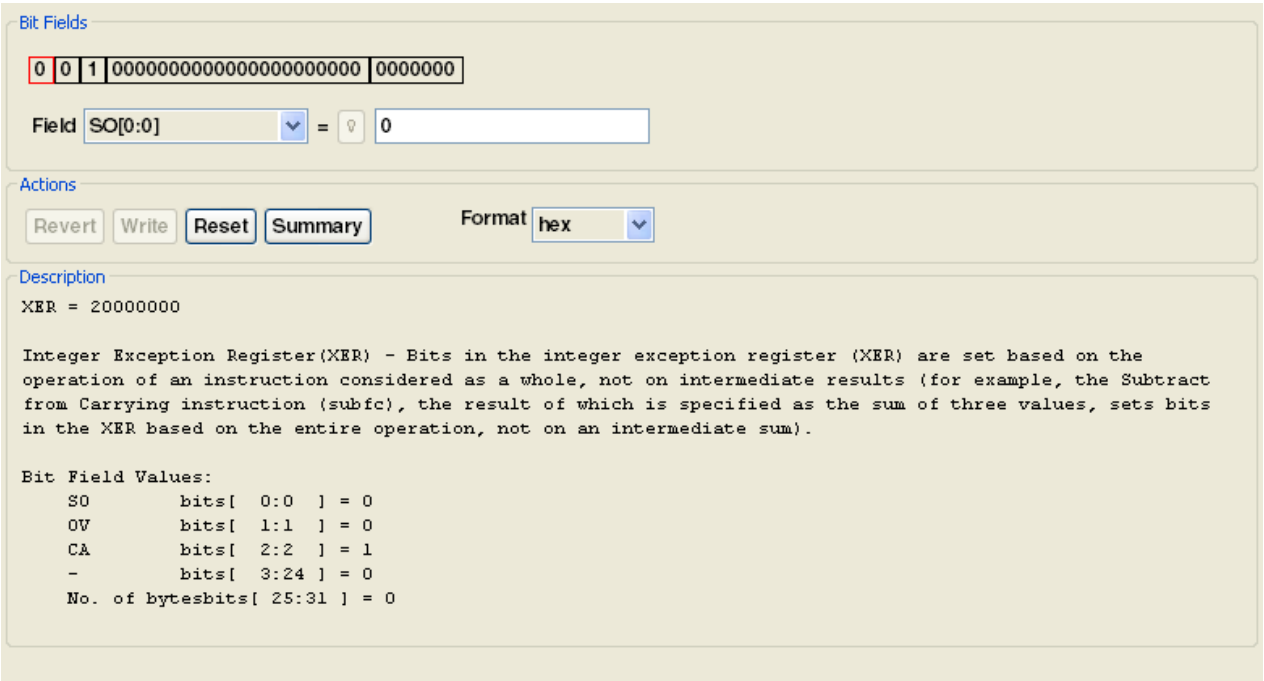 Bit Fields
0 0 1 0000000000000000000000 0000000
Field SO[0:0] = 0
Actions
Revert Write Reset Summary Format hex
Description
XER = 20000000
Integer Exception Register(XER) - Bits in the integer exception register (XER) are set based on the
operation of an instruction considered as a whole, not on intermediate results (for example, the Subtract
from Carrying instruction (subfc), the result of which is specified as the sum of three values, sets bits
in the XER based on the entire operation, not on an intermediate sum).
Bit Field Values:
SO bits[ 0:0 ] = 0
OV bits[ 1:1 ] = 0
CA bits[ 2:2 ] = 1
- bits[ 3:24 ] = 0
No. of bytesbits[ 25:31 ] = 0